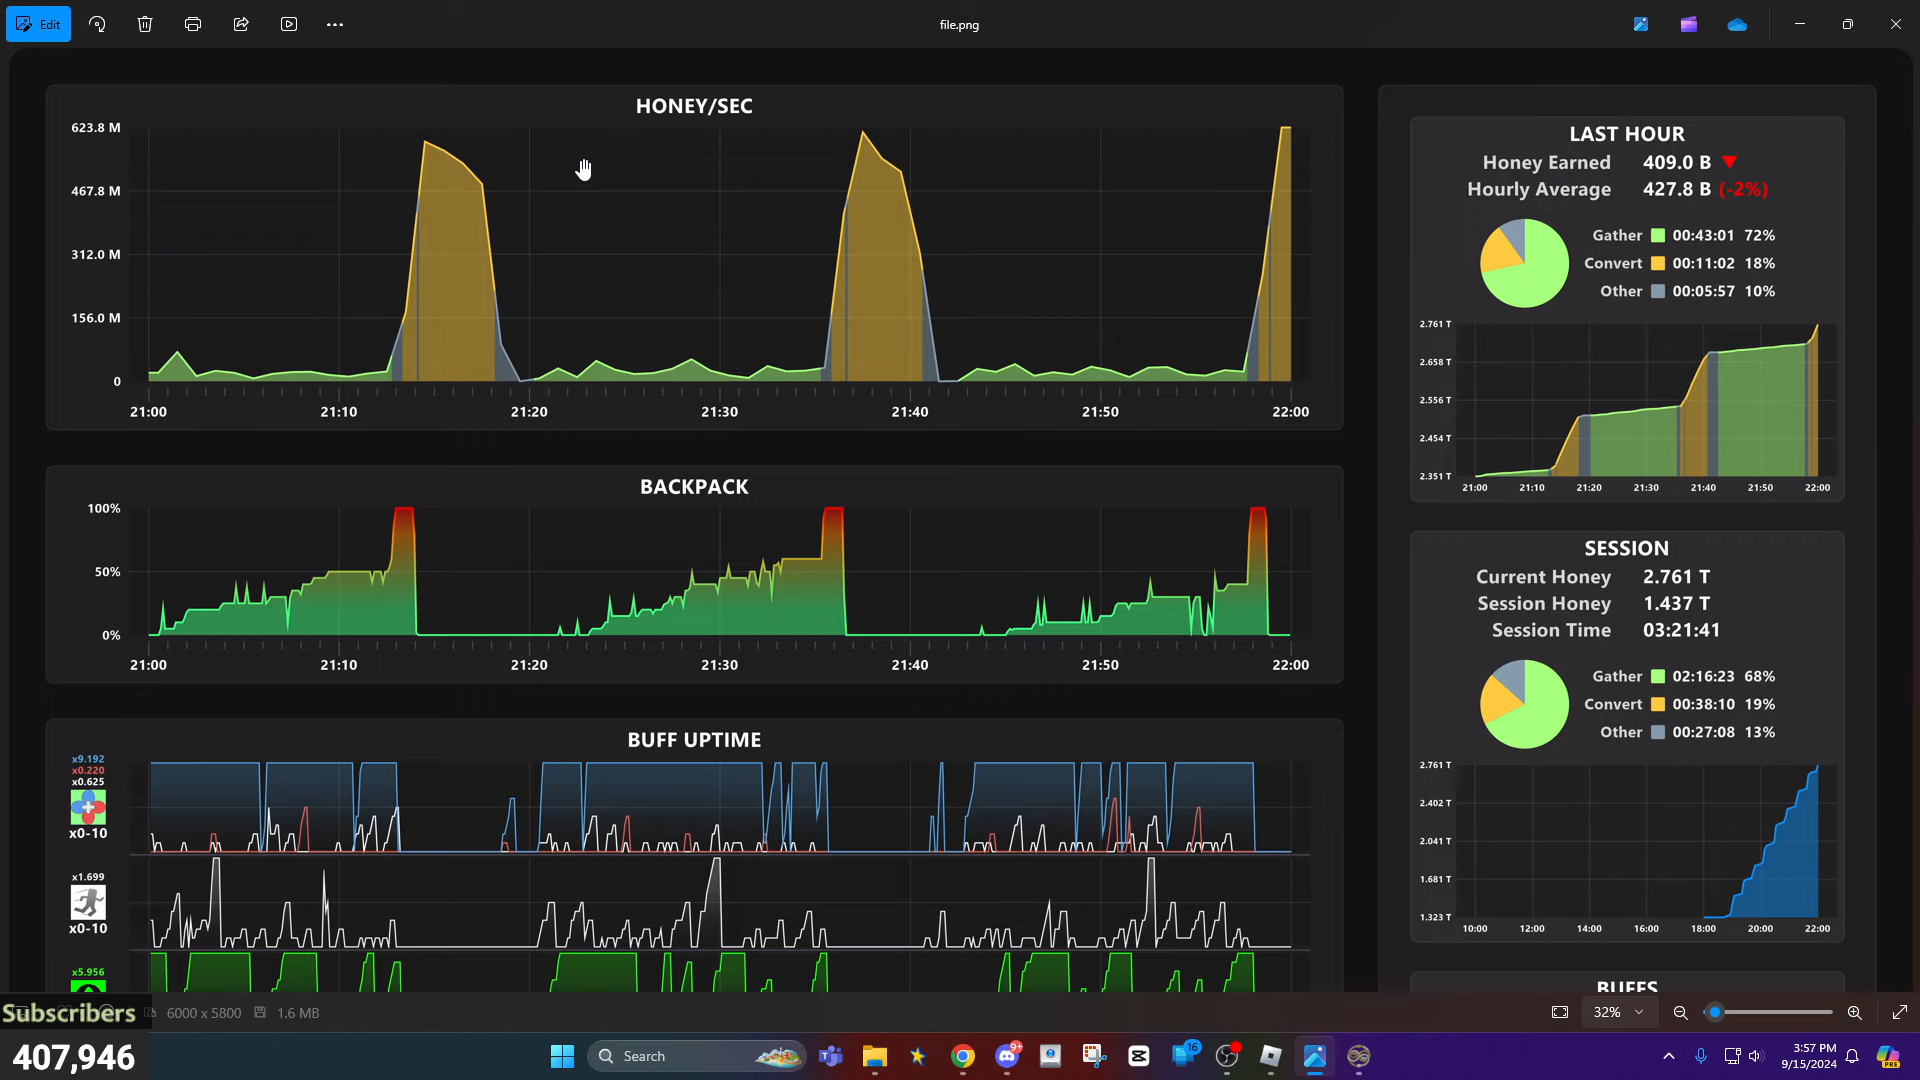 Edit
file.png
HONEY/SEC
623.8 M
467.8 M
312.0 M
156.0 M
0
21:00 21:10 21:20 21:30 21:40 21:50 22:00
BACKPACK
100%
50%
0%
21:00 21:10 21:20 21:30 21:40 21:50 22:00
BUFF UPTIME
x9.192
x0.220
x0.625
x0-10
x1.699
x0-10
x5.956
LAST HOUR
Honey Earned 409.0 B
Hourly Average 427.8 B (-2%)
Gather 00:43:01 72%
Convert 00:11:02 18%
Other 00:05:57 10%
2.761 T
2.658 T
2.556 T
2.454 T
2.351 T
21:00 21:10 21:20 21:30 21:40 21:50 22:00
SESSION
Current Honey 2.761 T
Session Honey 1.437 T
Session Time 03:21:41
Gather 02:16:23 68%
Convert 00:38:10 19%
Other 00:27:08 13%
2.761 T
2.402 T
2.041 T
1.681 T
1.323 T
10:00 12:00 14:00 16:00 18:00 20:00 22:00
BUFFS
Subscribers
6000 x 5800 1.6 MB
32%
407,946
Search
9+
16
3:57 PM
9/15/2024
PRE